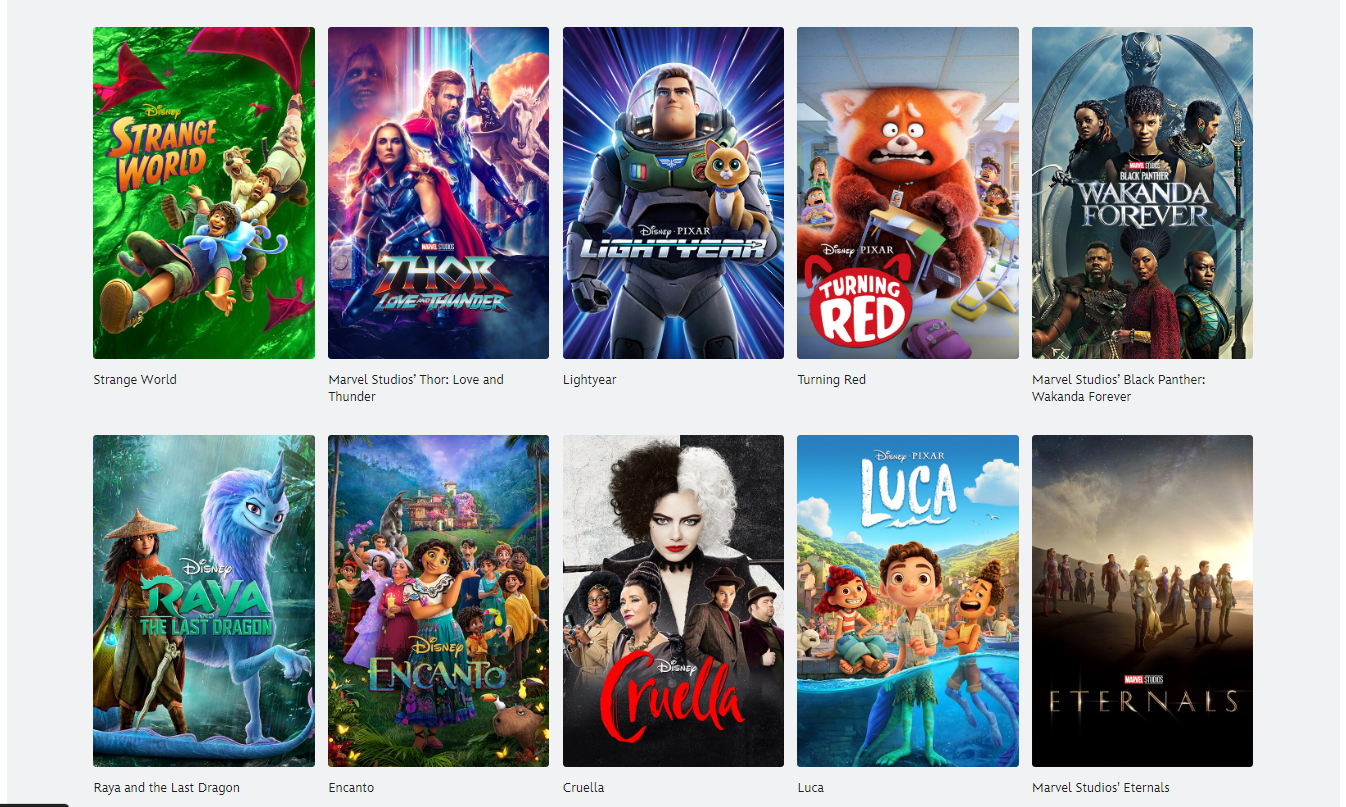 Disney
STRANGE
WORLD
MARVEL STUDIOS
THOR
LOVE AND THUNDER
Disney · PIXAR
LIGHTYEAR
Disney · PIXAR
TURNING
RED
MARVEL STUDIOS
BLACK PANTHER
WAKANDA
FOREVER
Strange World
Marvel Studios’ Thor: Love and
Thunder
Lightyear
Turning Red
Marvel Studios’ Black Panther:
Wakanda Forever
Disney
RAYA
AND
THE LAST DRAGON
Disney
ENCANTO
Disney
Cruella
Disney · PIXAR
LUCA
MARVEL STUDIOS
ETERNALS
Raya and the Last Dragon
Encanto
Cruella
Luca
Marvel Studios' Eternals